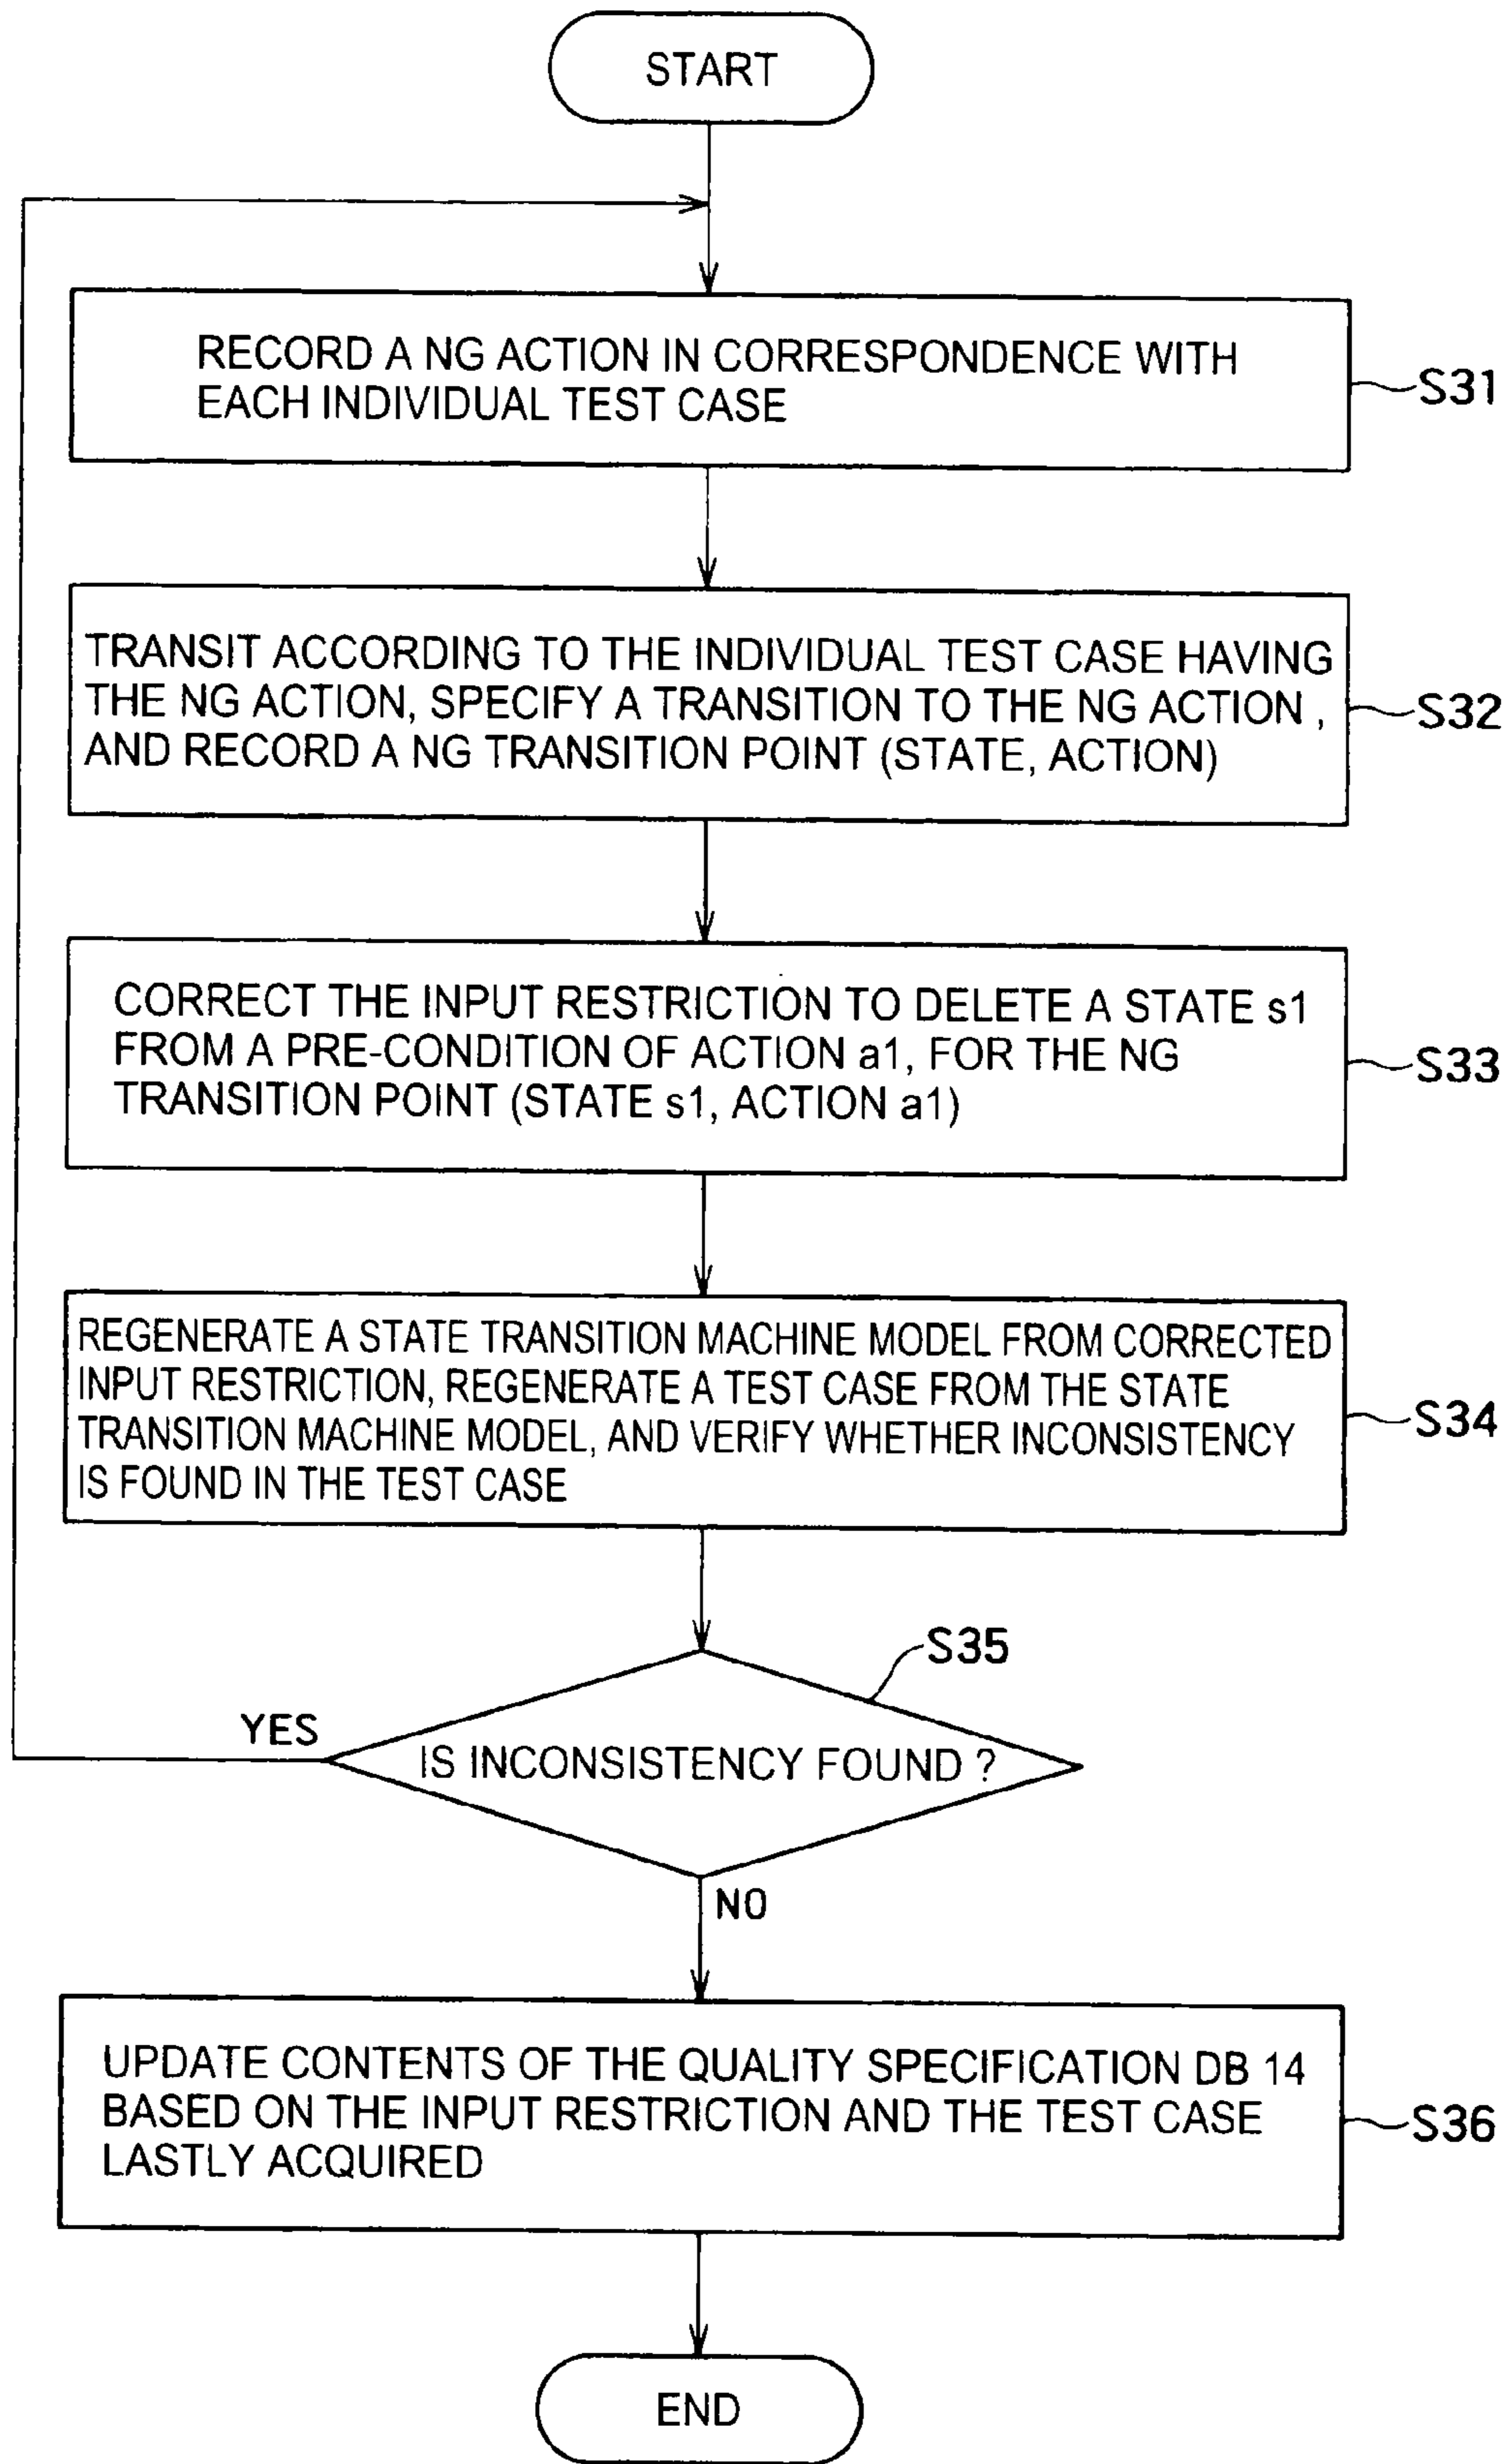 START
RECORD A NG ACTION IN CORRESPONDENCE WITH
EACH INDIVIDUAL TEST CASE
S31
TRANSIT ACCORDING TO THE INDIVIDUAL TEST CASE HAVING
THE NG ACTION, SPECIFY A TRANSITION TO THE NG ACTION ,
AND RECORD A NG TRANSITION POINT (STATE, ACTION)
S32
CORRECT THE INPUT RESTRICTION TO DELETE A STATE s1
FROM A PRE-CONDITION OF ACTION a1, FOR THE NG
TRANSITION POINT (STATE s1, ACTION a1)
S33
REGENERATE A STATE TRANSITION MACHINE MODEL FROM CORRECTED
INPUT RESTRICTION, REGENERATE A TEST CASE FROM THE STATE
TRANSITION MACHINE MODEL, AND VERIFY WHETHER INCONSISTENCY
IS FOUND IN THE TEST CASE
S34
S35
YES
IS INCONSISTENCY FOUND ?
NO
UPDATE CONTENTS OF THE QUALITY SPECIFICATION DB 14
BASED ON THE INPUT RESTRICTION AND THE TEST CASE
LASTLY ACQUIRED
S36
END